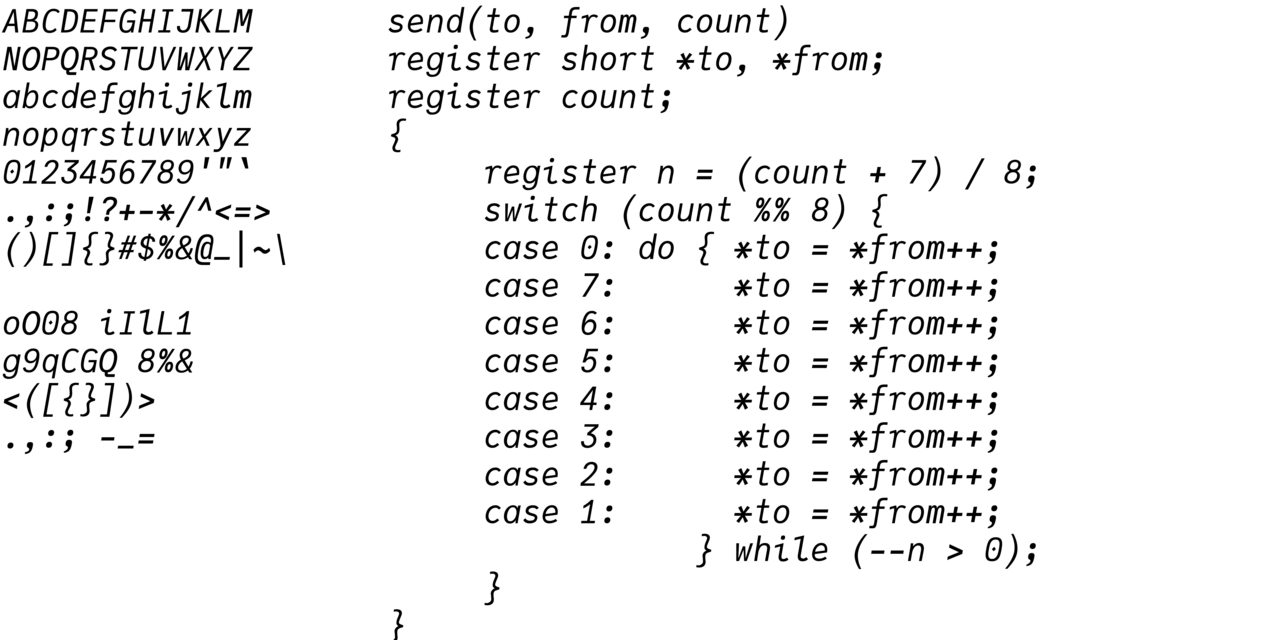 ABCDEFGHIJKLM
NOPQRSTUVWXYZ
abcdefghijklm
nopqrstuvwxyz
0123456789'"`
.,:;!?+-*/^<=>
()[]{}#$%&@_|~\
oO08 iIlL1
g9qCGQ 8%&
<([{}])>
.,:; -_=
send(to, from, count)
register short *to, *from;
register count;
{
     register n = (count + 7) / 8;
     switch (count %% 8) {
     case 0: do { *to = *from++;
     case 7:      *to = *from++;
     case 6:      *to = *from++;
     case 5:      *to = *from++;
     case 4:      *to = *from++;
     case 3:      *to = *from++;
     case 2:      *to = *from++;
     case 1:      *to = *from++;
                } while (--n > 0);
     }
}